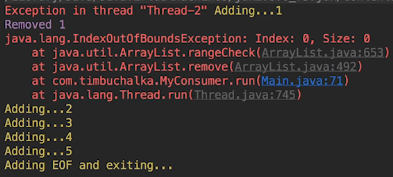 Exception in thread "Thread-2" Adding...1
Removed 1
java.lang.IndexOutOfBoundsException: Index: 0, Size: 0
at java.util.ArrayList.rangeCheck(ArrayList.java:653)
at java.util.ArrayList.remove(ArrayList.java:492)
at com.timbuchalka.MyConsumer.run(Main.java:71)
at java.lang.Thread.run(Thread.java:745)
Adding...2
Adding...3
Adding...4
Adding...5
Adding EOF and exiting...